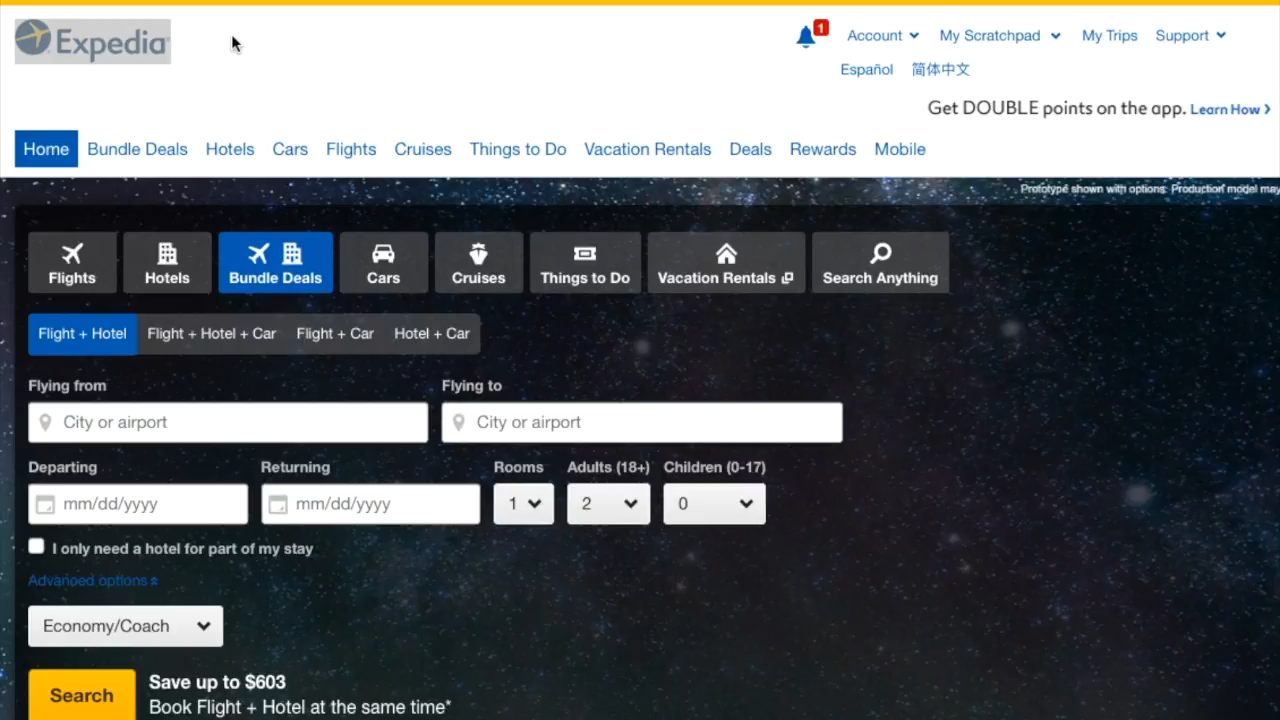 Expedia
1
Account My Scratchpad My Trips Support
Español 简体中文
Get DOUBLE points on the app. Learn How
Home Bundle Deals Hotels Cars Flights Cruises Things to Do Vacation Rentals Deals Rewards Mobile
Prototype shown with options. Production model may
Flights Hotels Bundle Deals Cars Cruises Things to Do Vacation Rentals Search Anything
Flight + Hotel Flight + Hotel + Car Flight + Car Hotel + Car
Flying from Flying to
City or airport City or airport
Departing Returning Rooms Adults (18+) Children (0-17)
mm/dd/yyyy mm/dd/yyyy 1 2 0
I only need a hotel for part of my stay
Advanced options
Economy/Coach
Search
Save up to $603
Book Flight + Hotel at the same time*